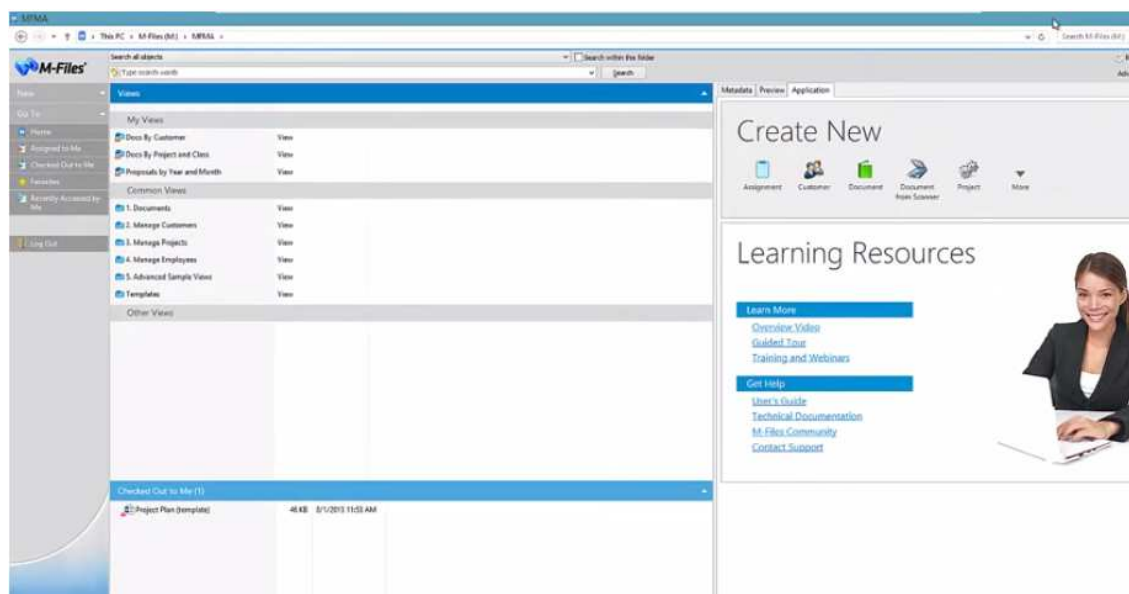 MFMA
This PC › M-Files (M:) › MFMA ›
Search M-Files (M:)
M-Files
Search all objects
Search within this folder
Type search words
Search
New
Go To
Home
Assigned to Me
Checked Out to Me
Favorites
Recently Accessed by
Me
Log Out
Views
My Views
Docs By Customer View
Docs By Project and Class View
Proposals by Year and Month View
Common Views
1. Documents View
2. Manage Customers View
3. Manage Projects View
4. Manage Employees View
5. Advanced Sample Views View
Templates View
Other Views
Checked Out to Me (1)
Project Plan (template) 46 KB 8/1/2013 11:53 AM
Metadata Preview Application
Create New
Assignment Customer Document Document Project More
from Scanner
Learning Resources
Learn More
Overview Video
Guided Tour
Training and Webinars
Get Help
User's Guide
Technical Documentation
M-Files Community
Contact Support